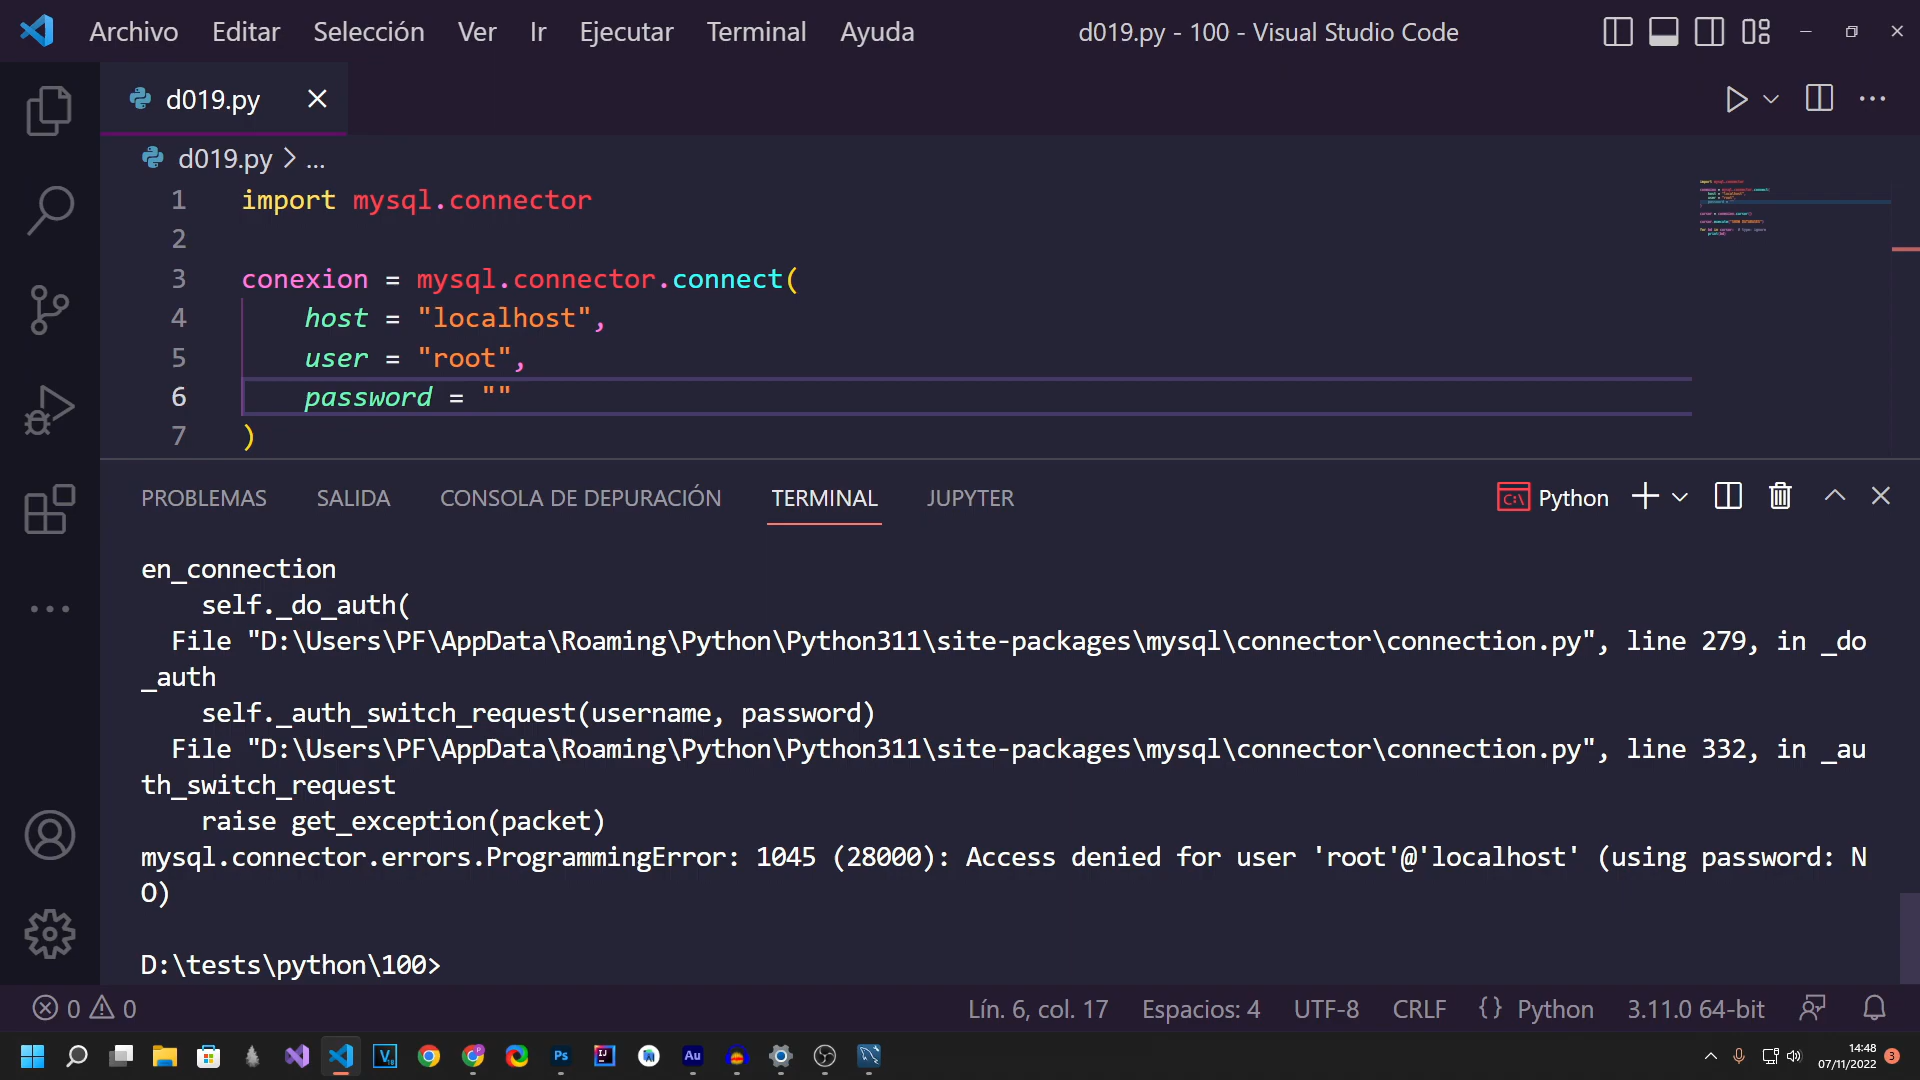 Archivo Editar Selección Ver Ir Ejecutar Terminal Ayuda d019.py - 100 - Visual Studio Code
d019.py
d019.py > ...
1 import mysql.connector
2
3 conexion = mysql.connector.connect(
4 host = "localhost",
5 user = "root",
6 password = ""
7 )
PROBLEMAS SALIDA CONSOLA DE DEPURACIÓN TERMINAL JUPYTER Python
en_connection
self._do_auth(
File "D:\Users\PF\AppData\Roaming\Python\Python311\site-packages\mysql\connector\connection.py", line 279, in _do
_auth
self._auth_switch_request(username, password)
File "D:\Users\PF\AppData\Roaming\Python\Python311\site-packages\mysql\connector\connection.py", line 332, in _au
th_switch_request
raise get_exception(packet)
mysql.connector.errors.ProgrammingError: 1045 (28000): Access denied for user 'root'@'localhost' (using password: N
O)
D:\tests\python\100>
0 0 Lín. 6, col. 17 Espacios: 4 UTF-8 CRLF {} Python 3.11.0 64-bit
Ps Au 14:48
07/11/2022 3